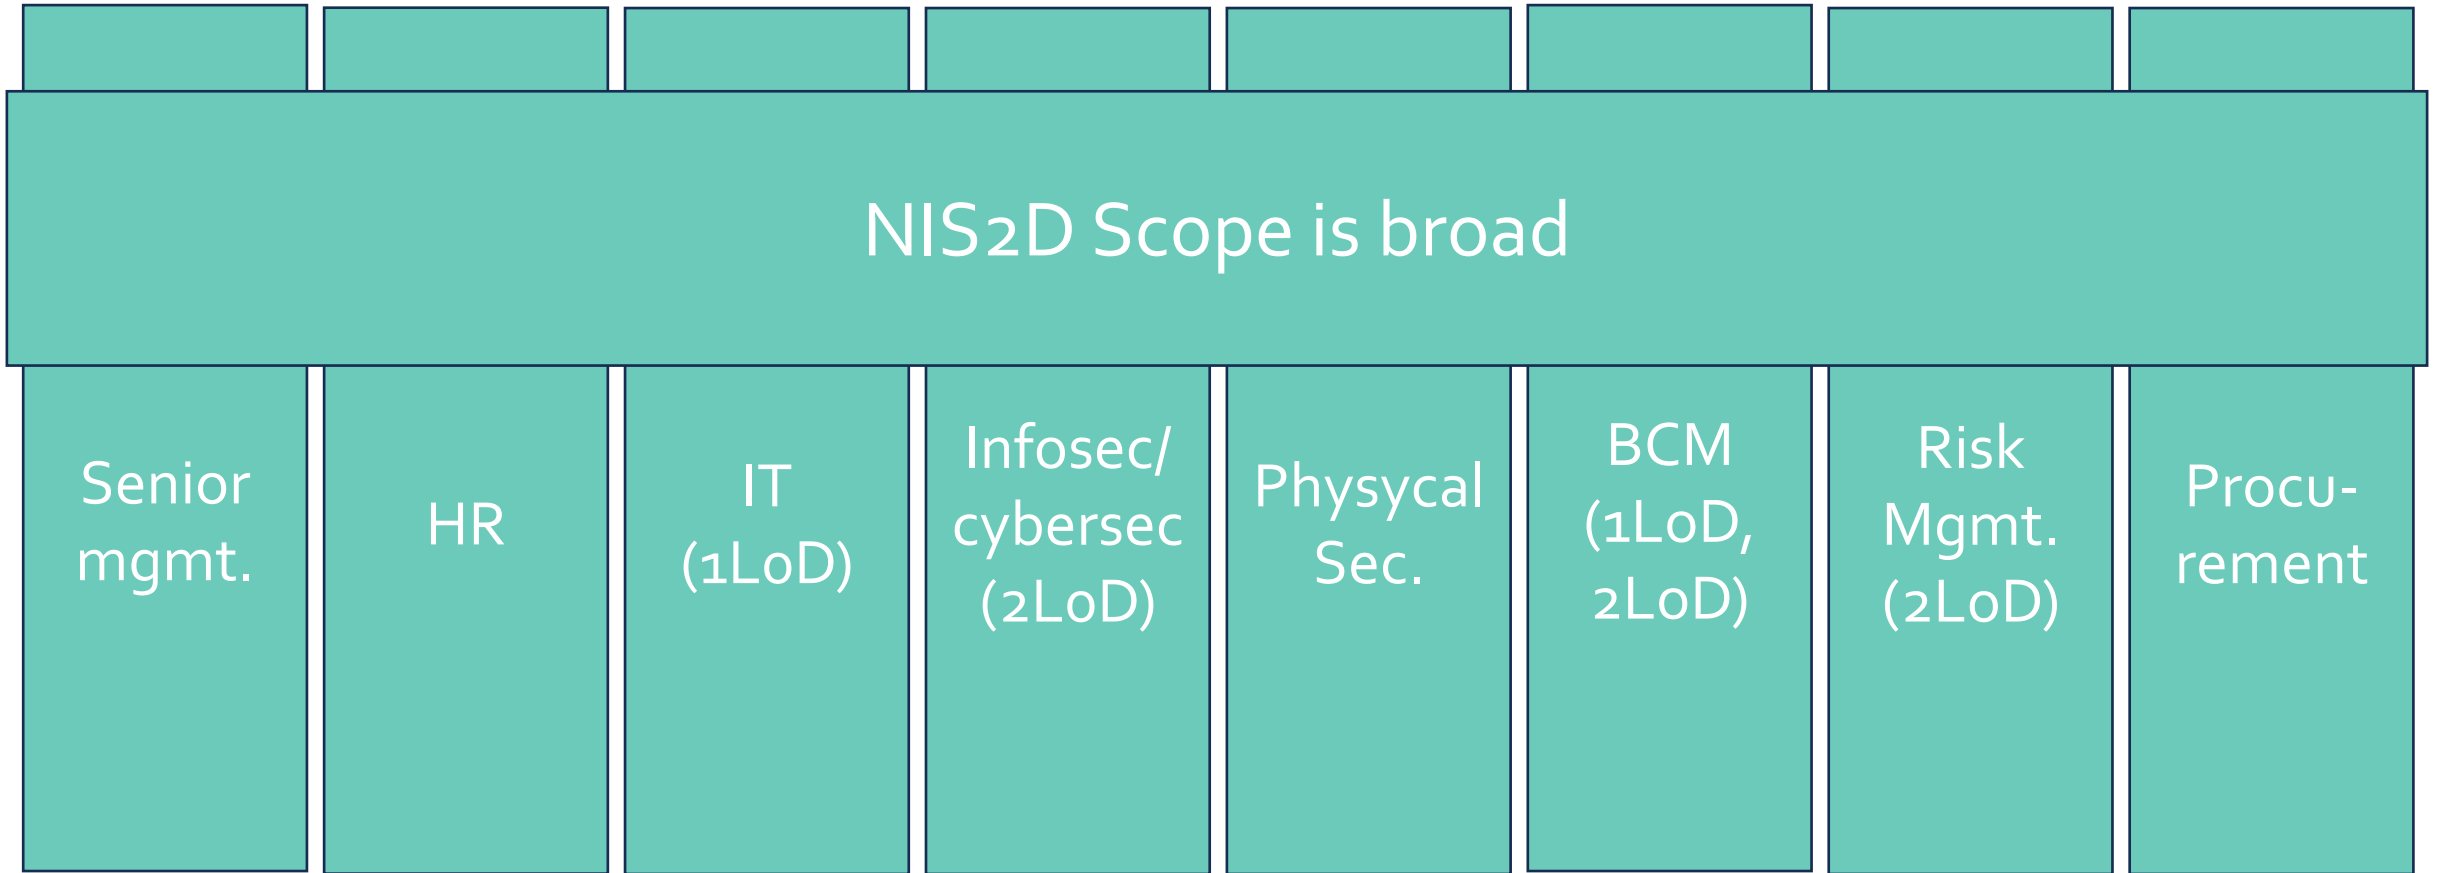 NIS2D Scope is broad
Senior
mgmt.
HR
IT
(1LoD)
Infosec/
cybersec
(2LoD)
Physycal
Sec.
BCM
(1LoD,
2LoD)
Risk
Mgmt.
(2LoD)
Procu-
rement